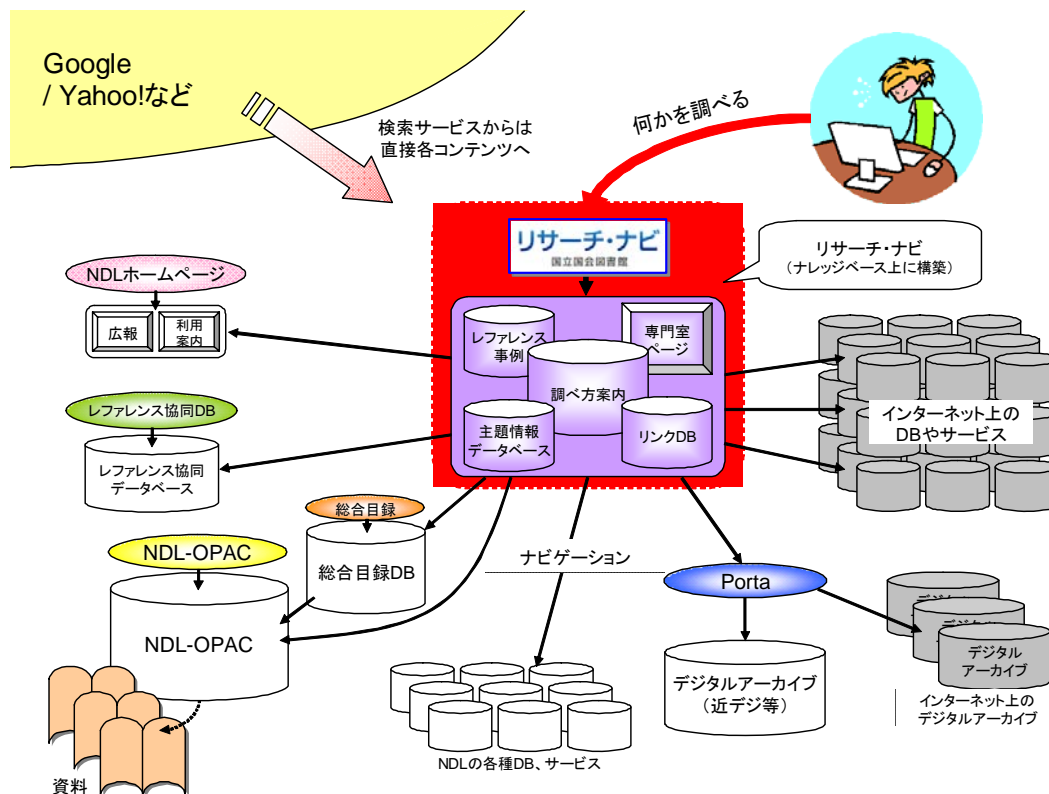 Google
/ Yahoo!など
検索サービスからは
直接各コンテンツへ
何かを調べる
リサーチ・ナビ
国立国会図書館
リサーチ・ナビ
（ナレッジベース上に構築）
NDLホームページ
広報
利用
案内
レファレンス
事例
専門室
ページ
調べ方案内
主題情報
データベース
リンクDB
インターネット上の
DBやサービス
レファレンス協同DB
レファレンス協同
データベース
総合目録
総合目録DB
NDL-OPAC
NDL-OPAC
資料
ナビゲーション
NDLの各種DB、サービス
Porta
デジタルアーカイブ
（近デジ等）
デジタル
デジタル
デジタル
アーカイブ
インターネット上の
デジタルアーカイブ